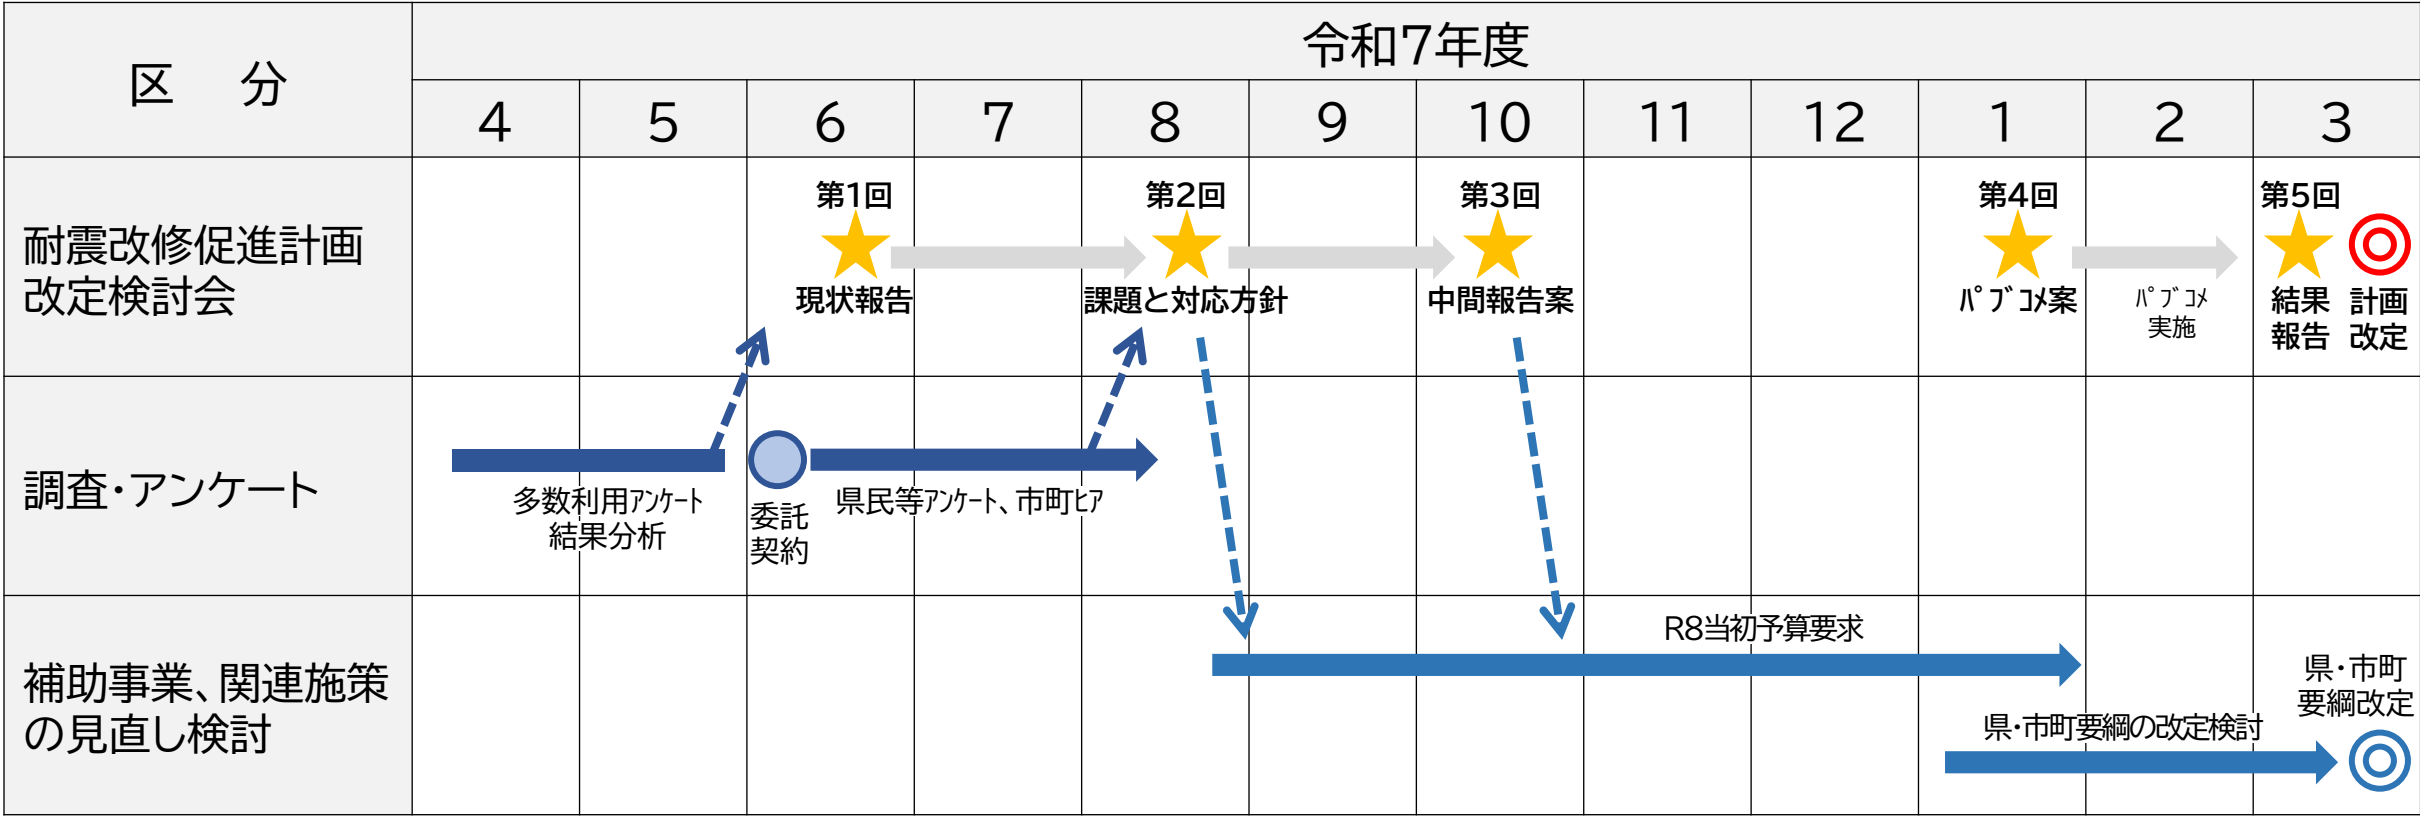 区 分
令和7年度
4 5 6 7 8 9 10 11 12 1 2 3
耐震改修促進計画
改定検討会
第1回
現状報告
第2回
課題と対応方針
第3回
中間報告案
第4回
ﾊﾟﾌﾞｺﾒ案
ﾊﾟﾌﾞｺﾒ
実施
第5回
結果
報告
計画
改定
調査・アンケート
多数利用ｱﾝｹｰﾄ
結果分析
委託
契約
県民等ｱﾝｹｰﾄ、市町ﾋｱ
補助事業、関連施策
の見直し検討
R8当初予算要求
県・市町要綱の改定検討
県・市町
要綱改定